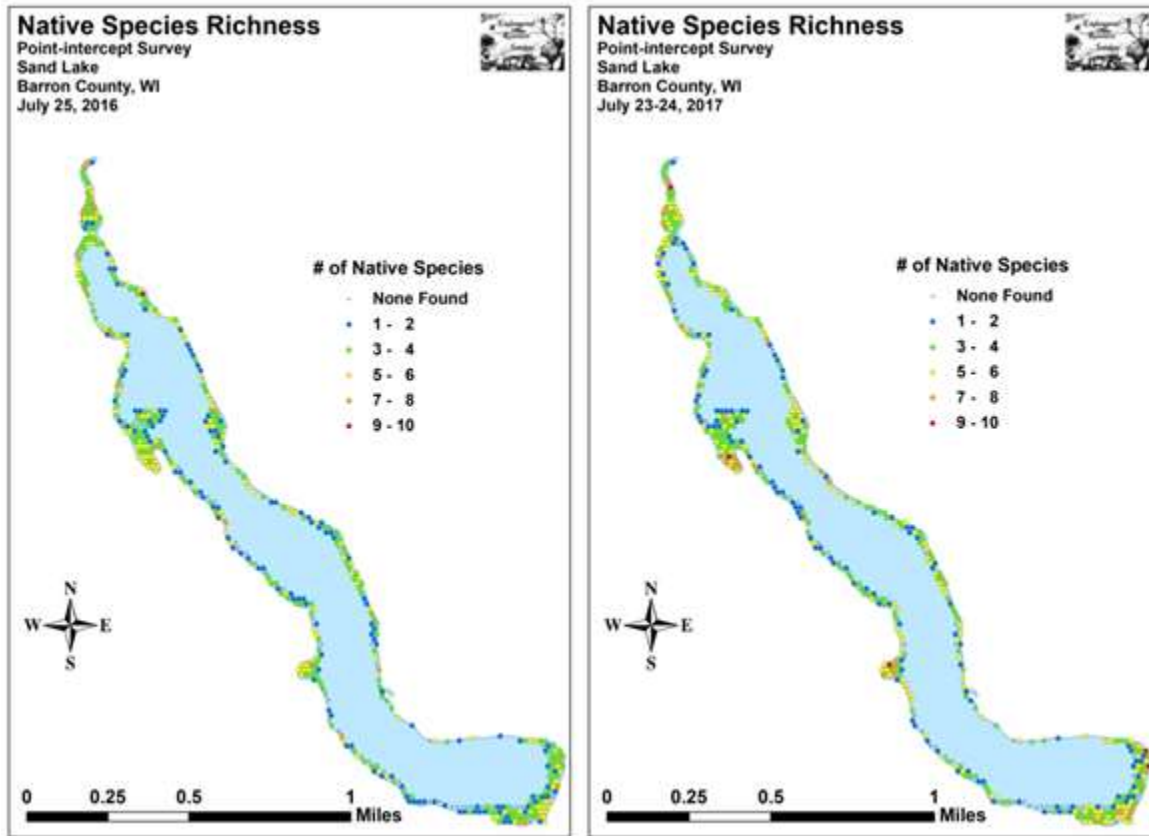 Native Species Richness
Point-intercept Survey
Sand Lake
Barron County, WI
July 25, 2016
# of Native Species
None Found
1 - 2
3 - 4
5 - 6
7 - 8
9 - 10
N
W E
S
0 0.25 0.5 1
Miles
Native Species Richness
Point-intercept Survey
Sand Lake
Barron County, WI
July 23-24, 2017
# of Native Species
None Found
1 - 2
3 - 4
5 - 6
7 - 8
9 - 10
N
W E
S
0 0.25 0.5 1
Miles